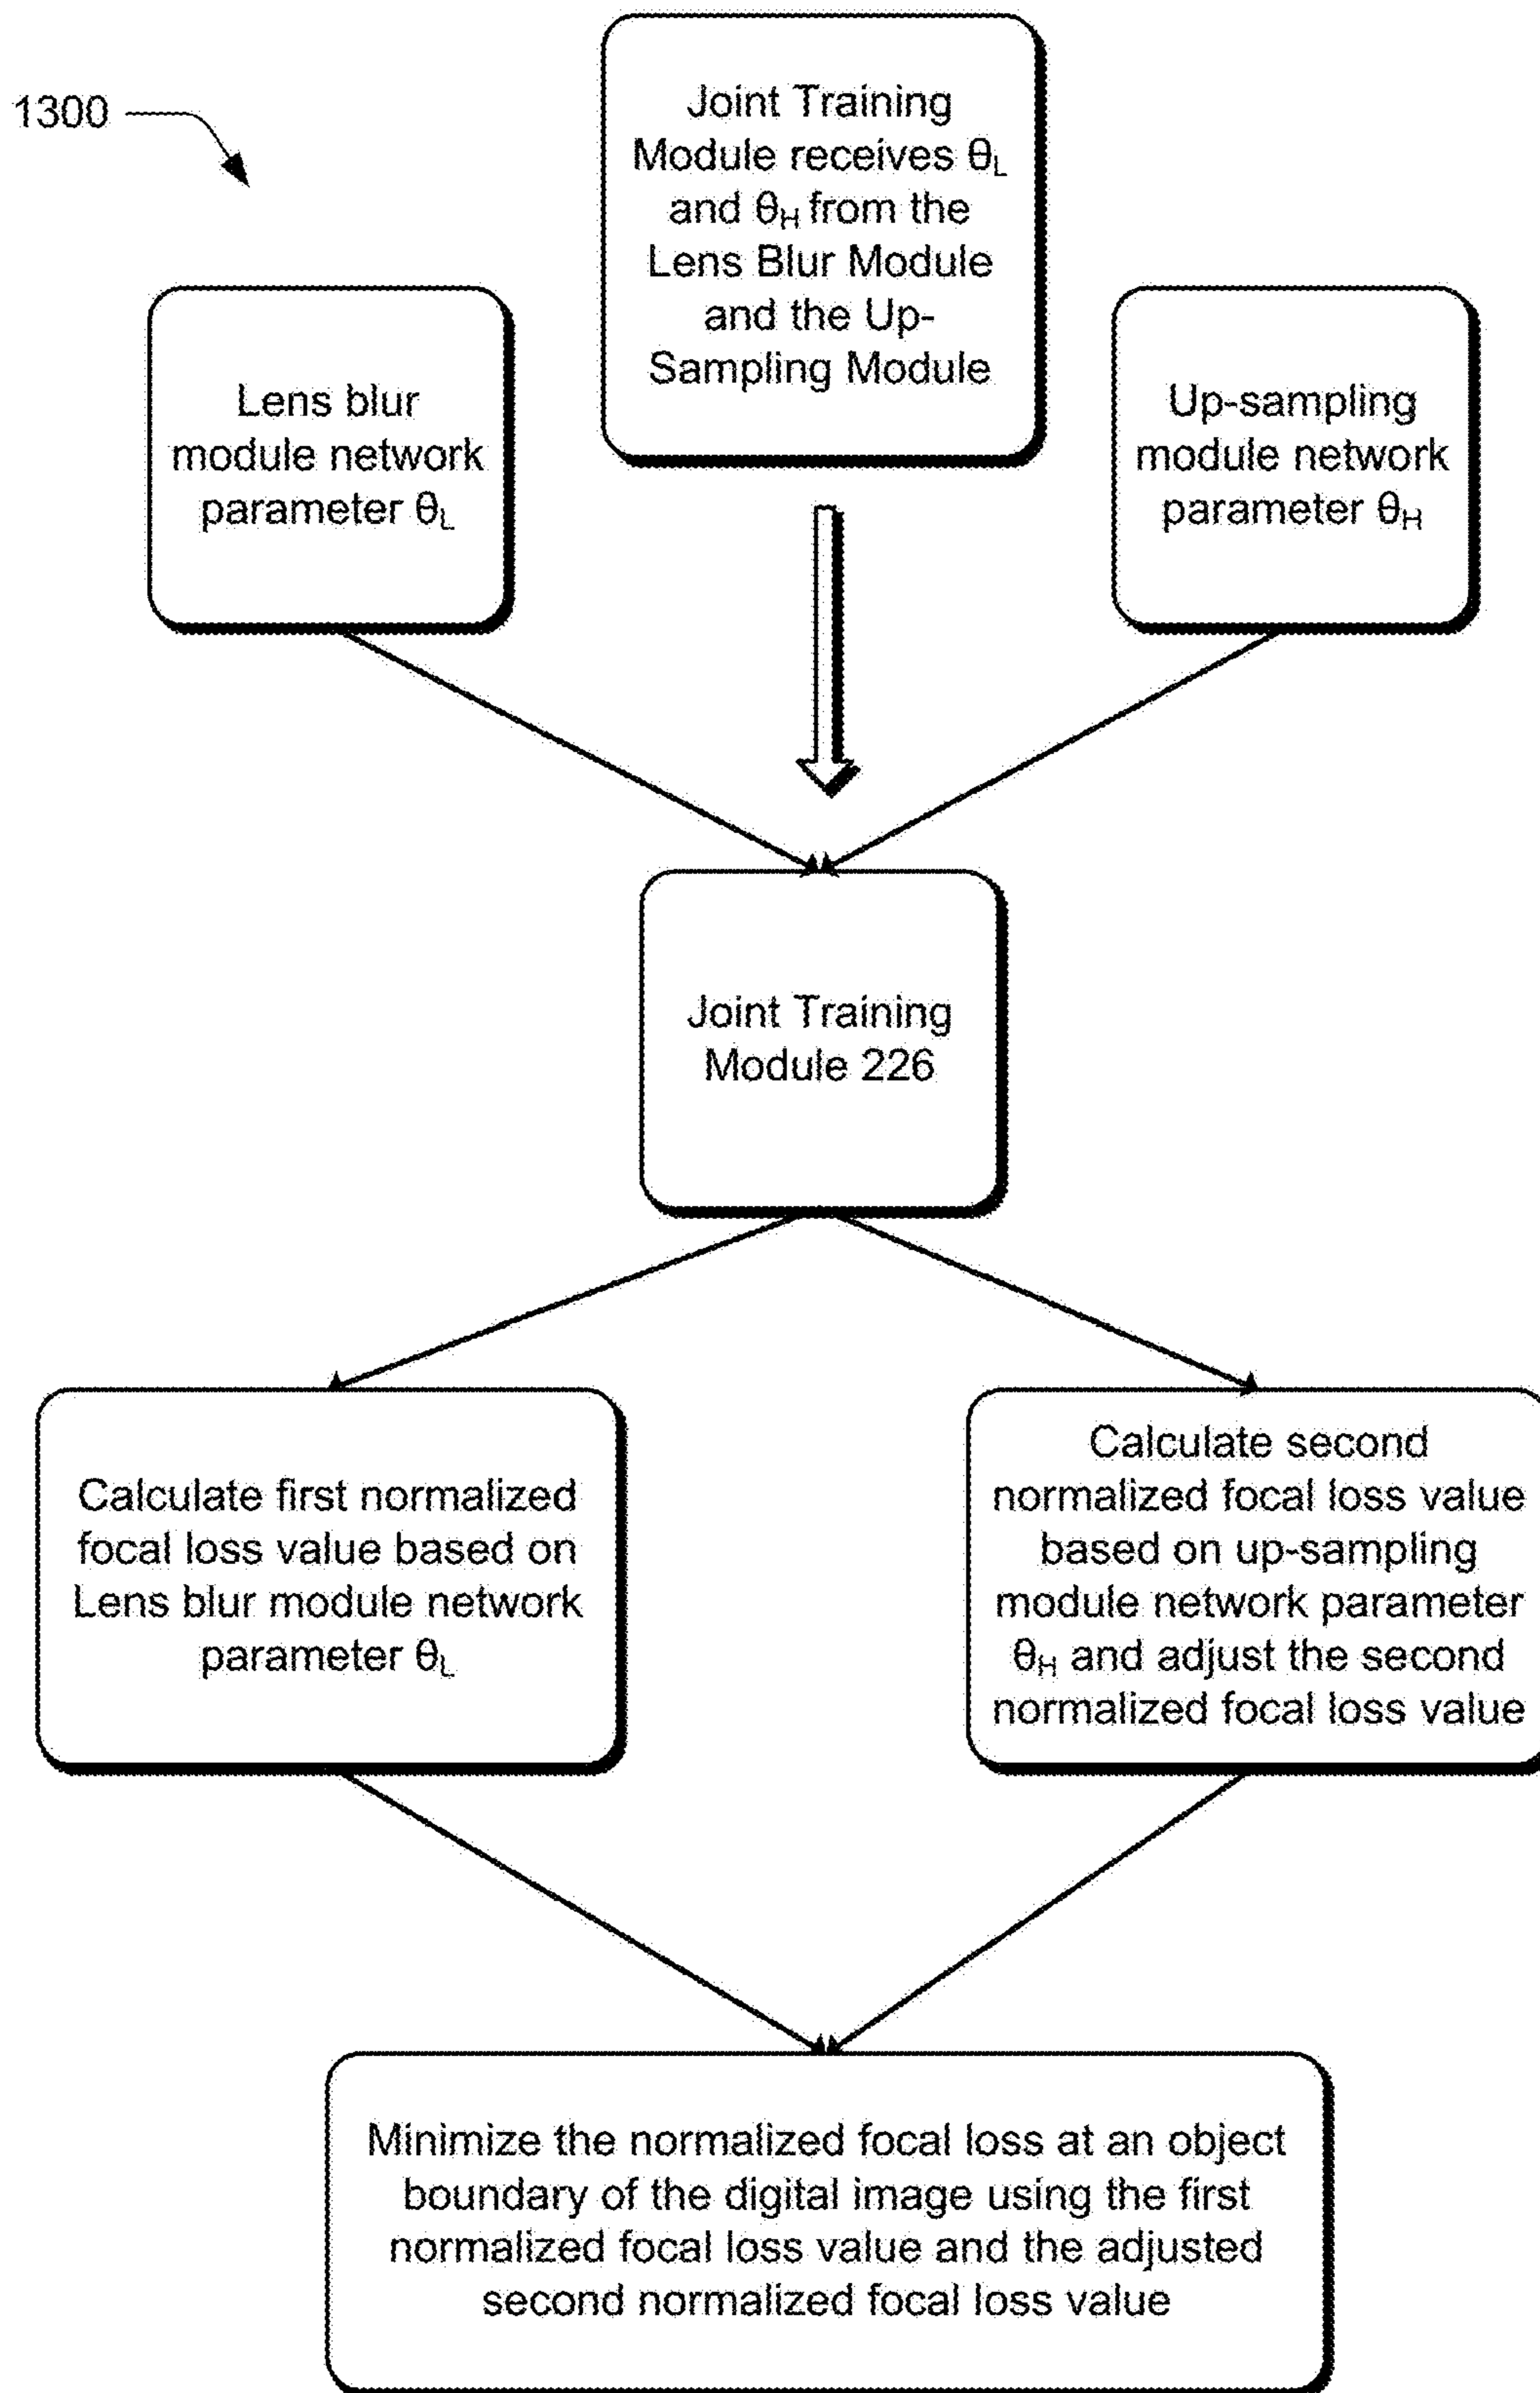 1300
Joint Training
Module receives θL
and θH from the
Lens Blur Module
and the Up-
Sampling Module
Lens blur
module network
parameter θL
Up-sampling
module network
parameter θH
Joint Training
Module 226
Calculate first normalized
focal loss value based on
Lens blur module network
parameter θL
Calculate second
normalized focal loss value
based on up-sampling
module network parameter
θH and adjust the second
normalized focal loss value
Minimize the normalized focal loss at an object
boundary of the digital image using the first
normalized focal loss value and the adjusted
second normalized focal loss value